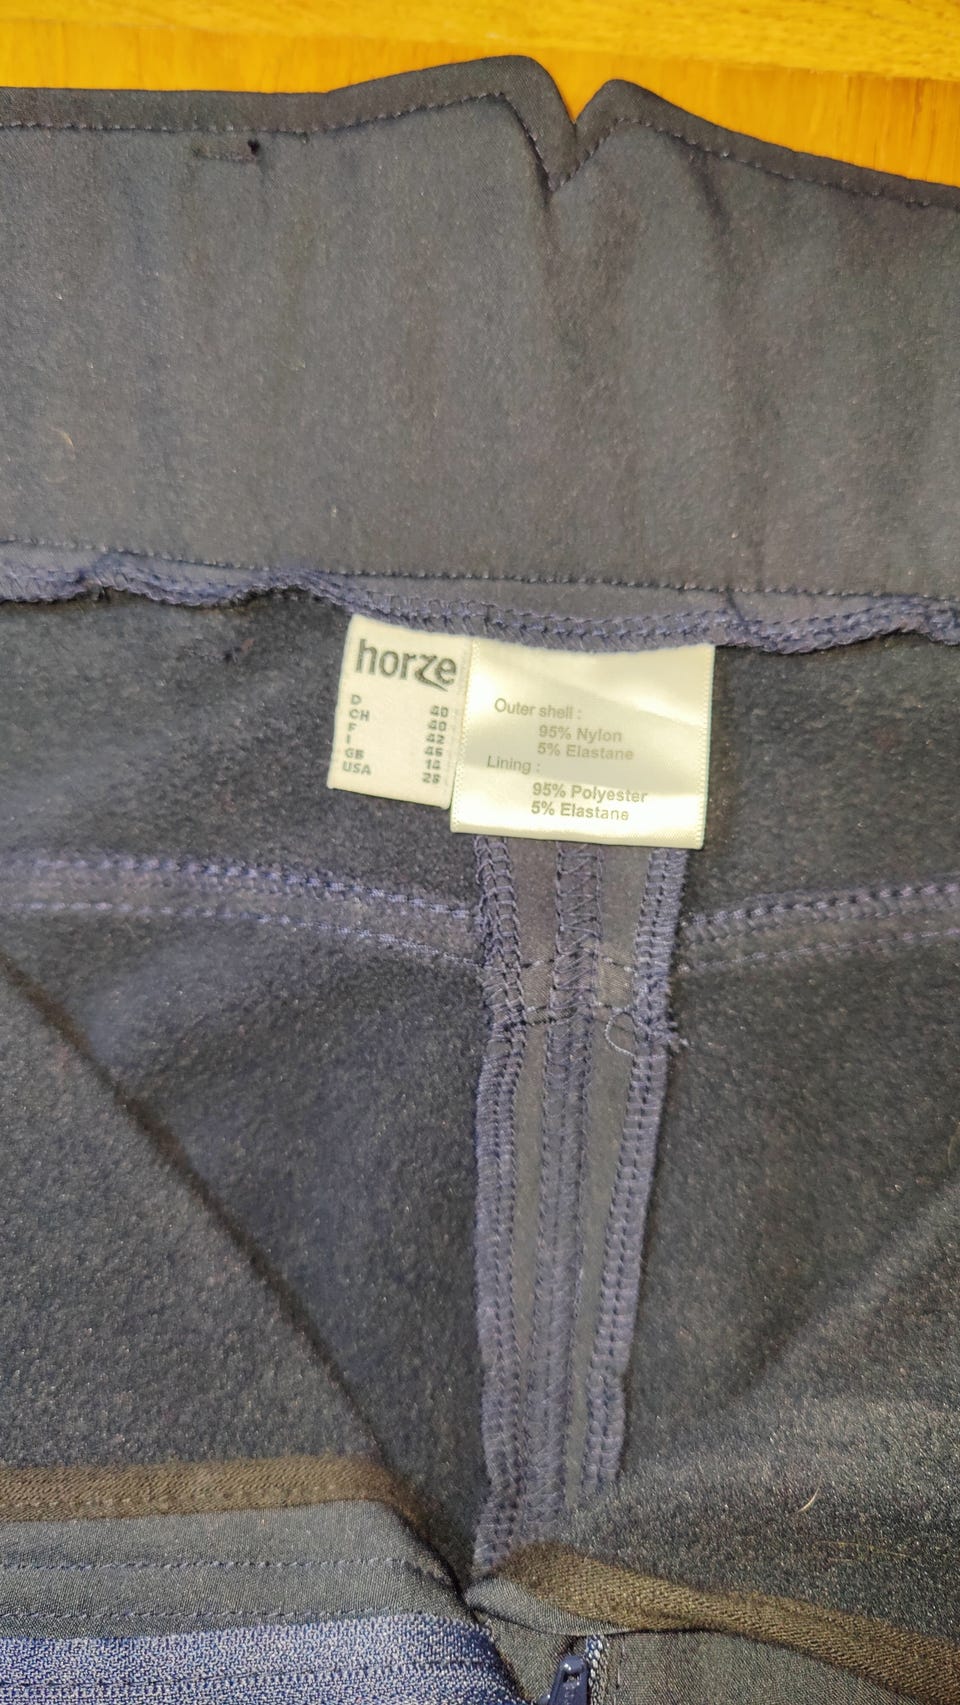 horze
D 40
CH 40
F 42
I 46
GB 14
USA 28
Outer shell :
95% Nylon
5% Elastane
Lining :
95% Polyester
5% Elastane